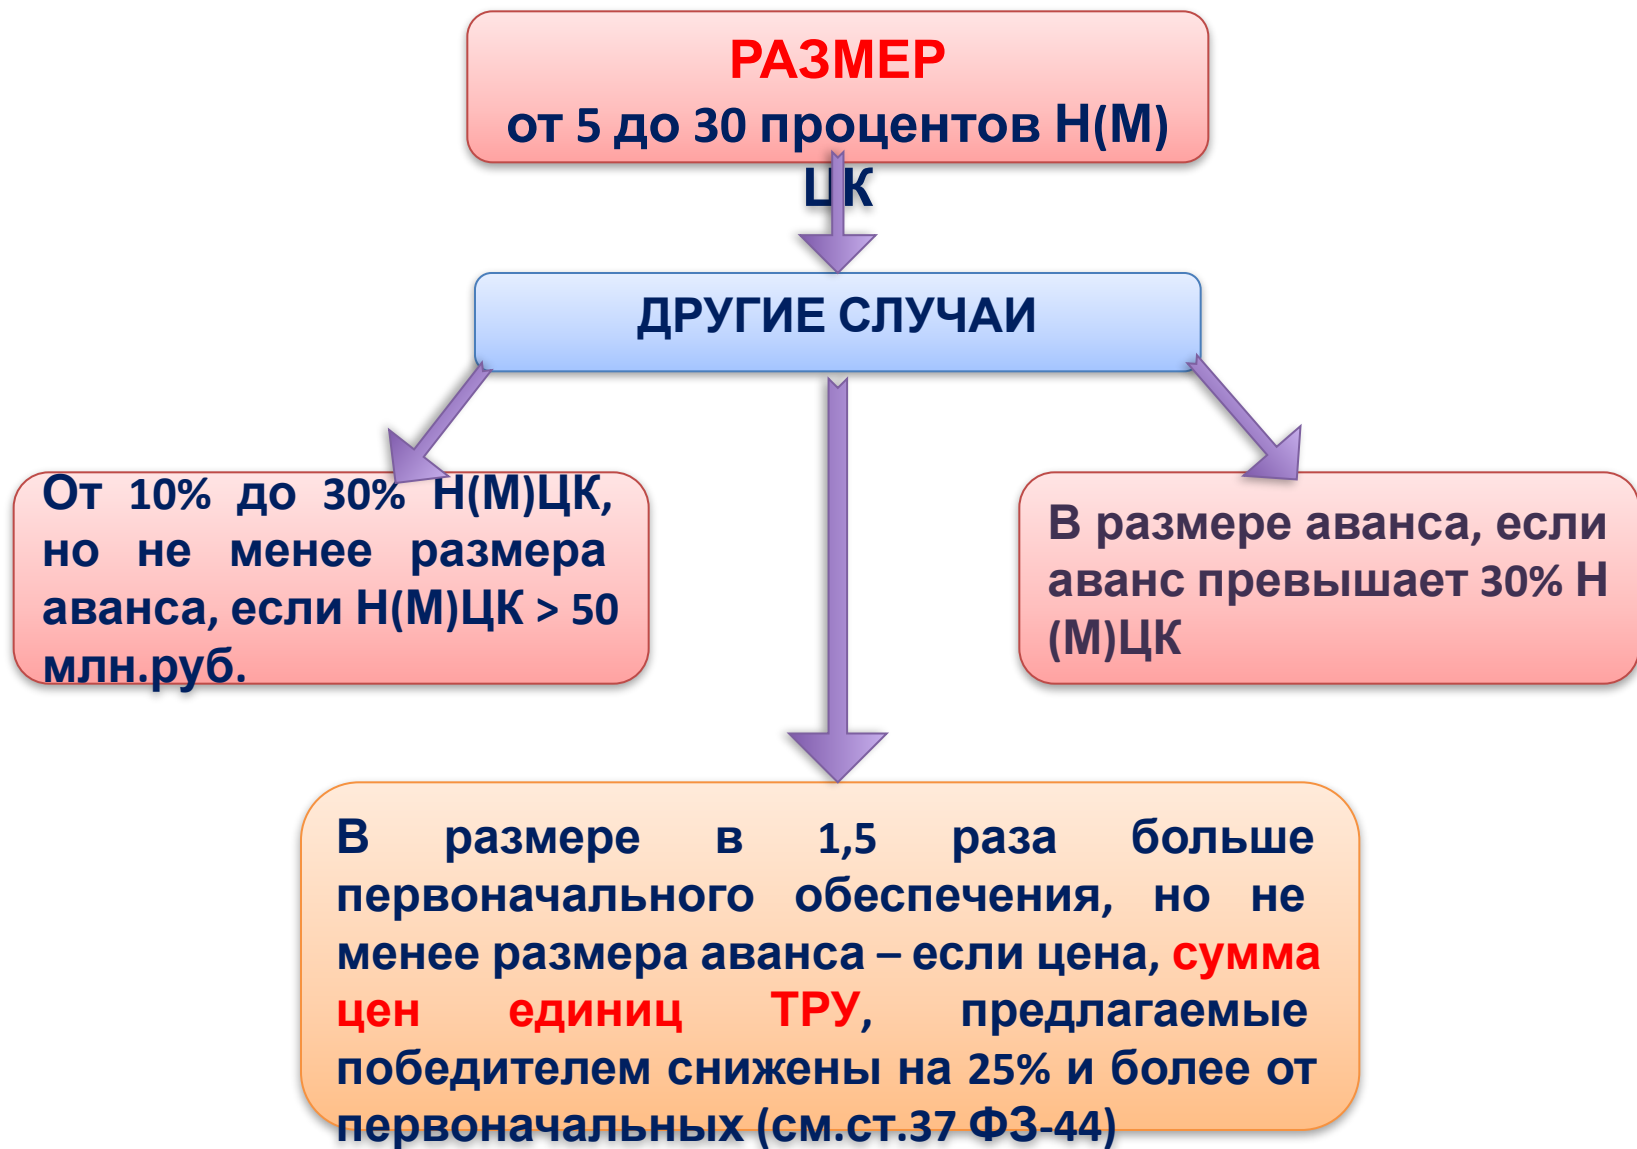 РАЗМЕР
от 5 до 30 процентов Н(М)
ЦК
ДРУГИЕ СЛУЧАИ
От 10% до 30% Н(М)ЦК,
но не менее размера
аванса, если Н(М)ЦК > 50
млн.руб.
В размере аванса, если
аванс превышает 30% Н
(М)ЦК
В размере в 1,5 раза больше
первоначального обеспечения, но не
менее размера аванса – если цена, сумма
цен единиц ТРУ, предлагаемые
победителем снижены на 25% и более от
первоначальных (см.ст.37 ФЗ-44)